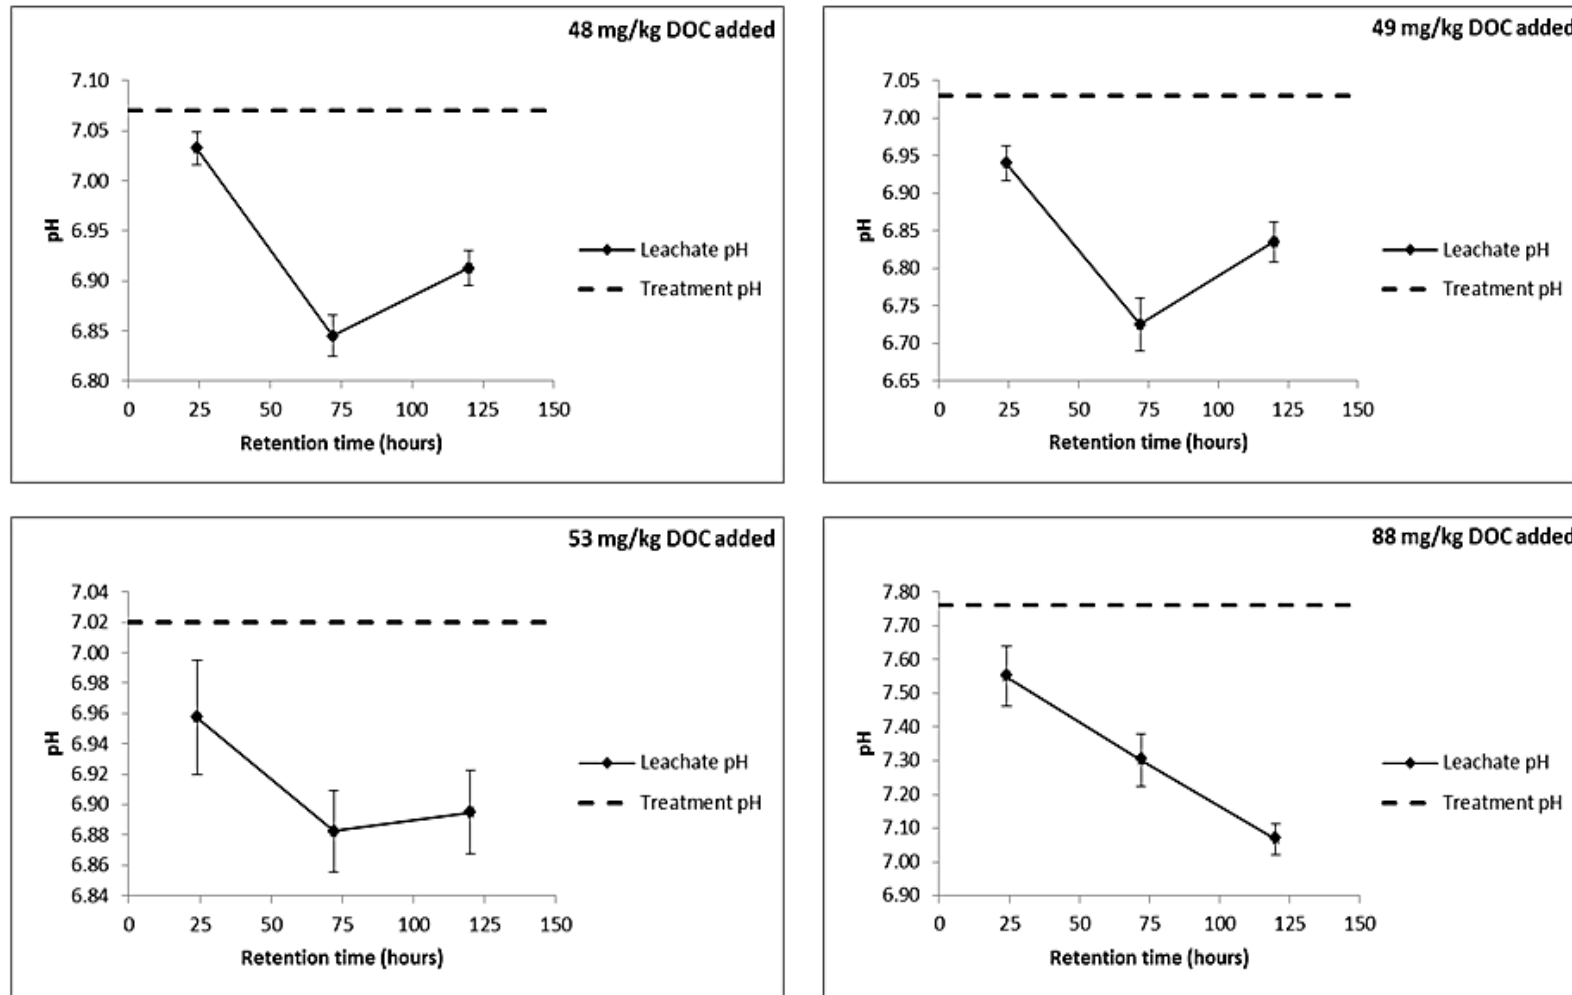 48 mg/kg DOC added
7.10
7.05
7.00
6.95
6.90
6.85
6.80
pH
0 25 50 75 100 125 150
Retention time (hours)
Leachate pH
Treatment pH
49 mg/kg DOC added
7.05
7.00
6.95
6.90
6.85
6.80
6.75
6.70
6.65
pH
0 25 50 75 100 125 150
Retention time (hours)
Leachate pH
Treatment pH
53 mg/kg DOC added
7.04
7.02
7.00
6.98
6.96
6.94
6.92
6.90
6.88
6.86
6.84
pH
0 25 50 75 100 125 150
Retention time (hours)
Leachate pH
Treatment pH
88 mg/kg DOC added
7.80
7.70
7.60
7.50
7.40
7.30
7.20
7.10
7.00
6.90
pH
0 25 50 75 100 125 150
Retention time (hours)
Leachate pH
Treatment pH